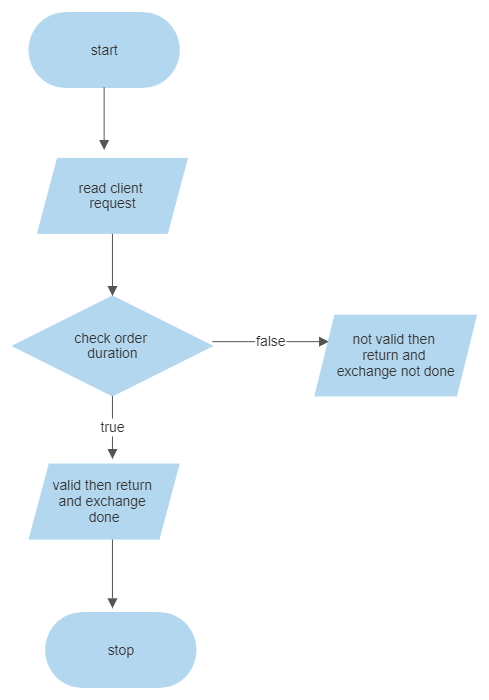 start
read client
request
check order
duration
false
not valid then
return and
exchange not done
true
valid then return
and exchange
done
stop